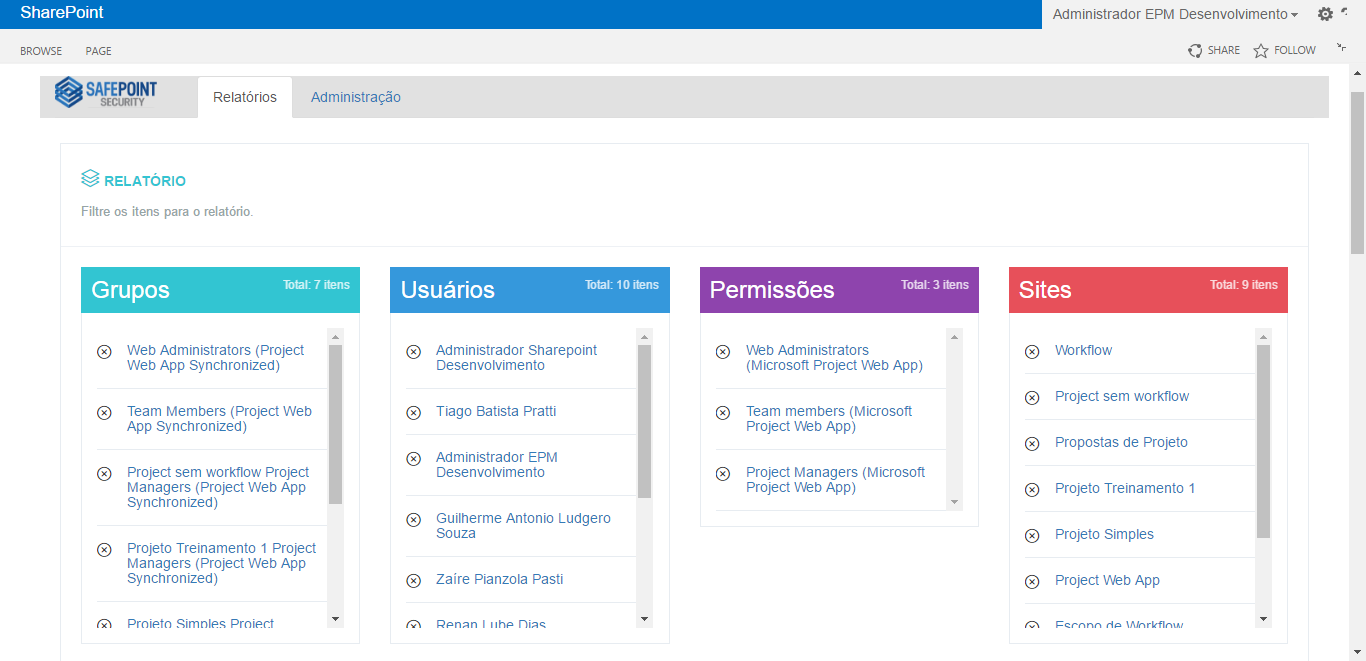 SharePoint
Administrador EPM Desenvolvimento
BROWSE
PAGE
SHARE
FOLLOW
SAFEPOINT
SECURITY
Relatórios
Administração
RELATÓRIO
Filtre os itens para o relatório.
Grupos
Total: 7 itens
Web Administrators (Project
Web App Synchronized)
Team Members (Project Web
App Synchronized)
Project sem workflow Project
Managers (Project Web App
Synchronized)
Projeto Treinamento 1 Project
Managers (Project Web App
Synchronized)
Projeto Simples Project
Usuários
Total: 10 itens
Administrador Sharepoint
Desenvolvimento
Tiago Batista Pratti
Administrador EPM
Desenvolvimento
Guilherme Antonio Ludgero
Souza
Zaíre Pianzola Pasti
Renan Lube Dias
Permissões
Total: 3 itens
Web Administrators
(Microsoft Project Web App)
Team members (Microsoft
Project Web App)
Project Managers (Microsoft
Project Web App)
Sites
Total: 9 itens
Workflow
Project sem workflow
Propostas de Projeto
Projeto Treinamento 1
Projeto Simples
Project Web App
Escopo de Workflow